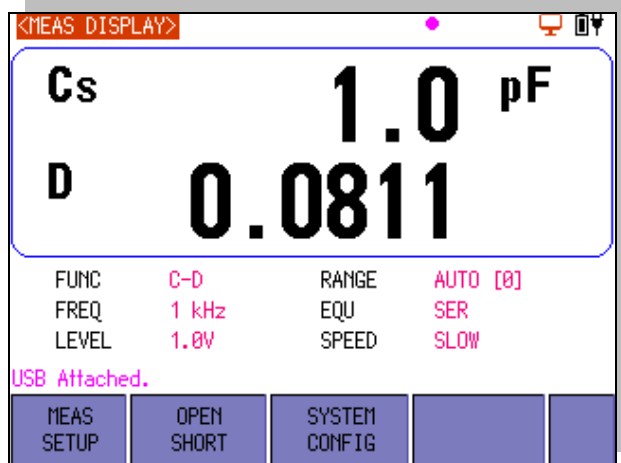 <MEAS DISPLAY>
Cs 1.0 pF
D 0.0811
FUNC C-D RANGE AUTO [0]
FREQ 1 kHz EQU SER
LEVEL 1.0V SPEED SLOW
USB Attached.
MEAS SETUP OPEN SHORT SYSTEM CONFIG